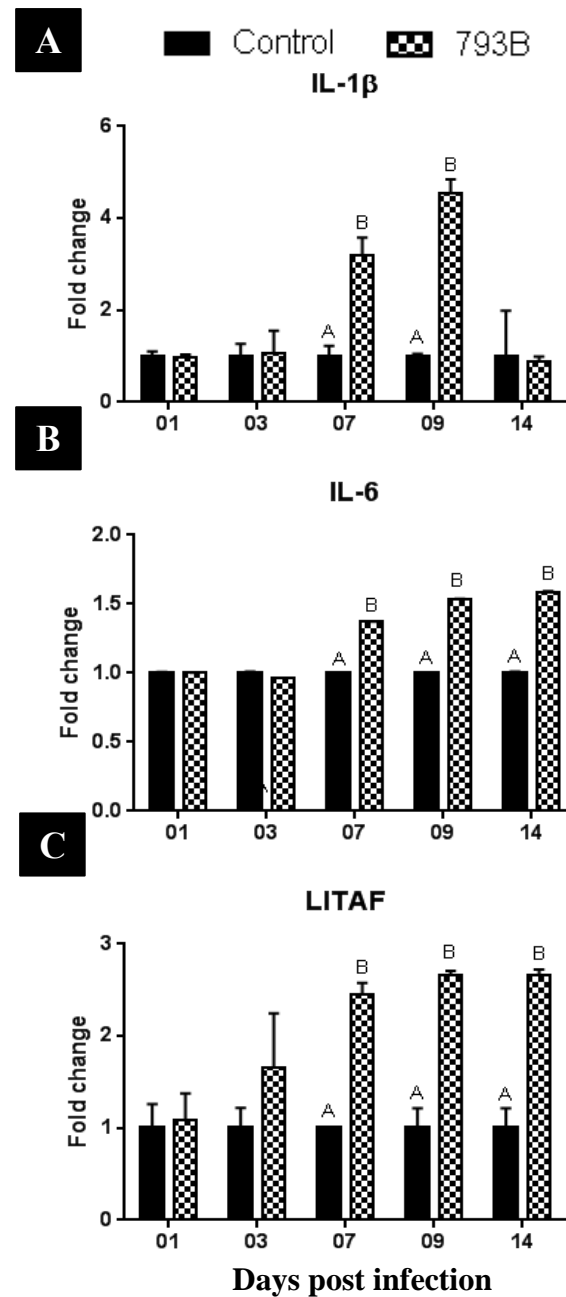 A Control 793B
IL-1β
Fold change
6
4
2
0
A B A B
01 03 07 09 14
B
IL-6
Fold change
2.0
1.5
1.0
0.5
0.0
A B A B A B
01 03 07 09 14
C
LITAF
Fold change
3
2
1
0
A B A B A B
01 03 07 09 14
Days post infection